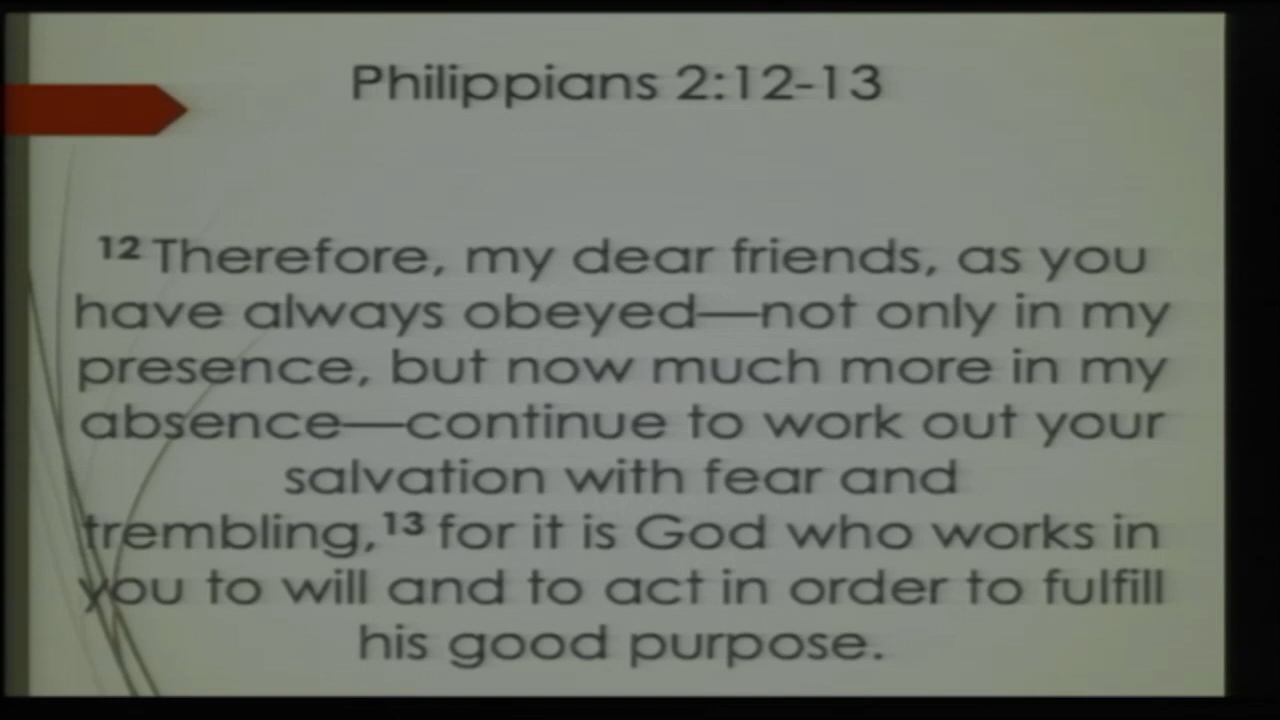 Philippians 2:12-13
12 Therefore, my dear friends, as you
have always obeyed—not only in my
presence, but now much more in my
absence—continue to work out your
salvation with fear and
trembling,13 for it is God who works in
you to will and to act in order to fulfill
his good purpose.